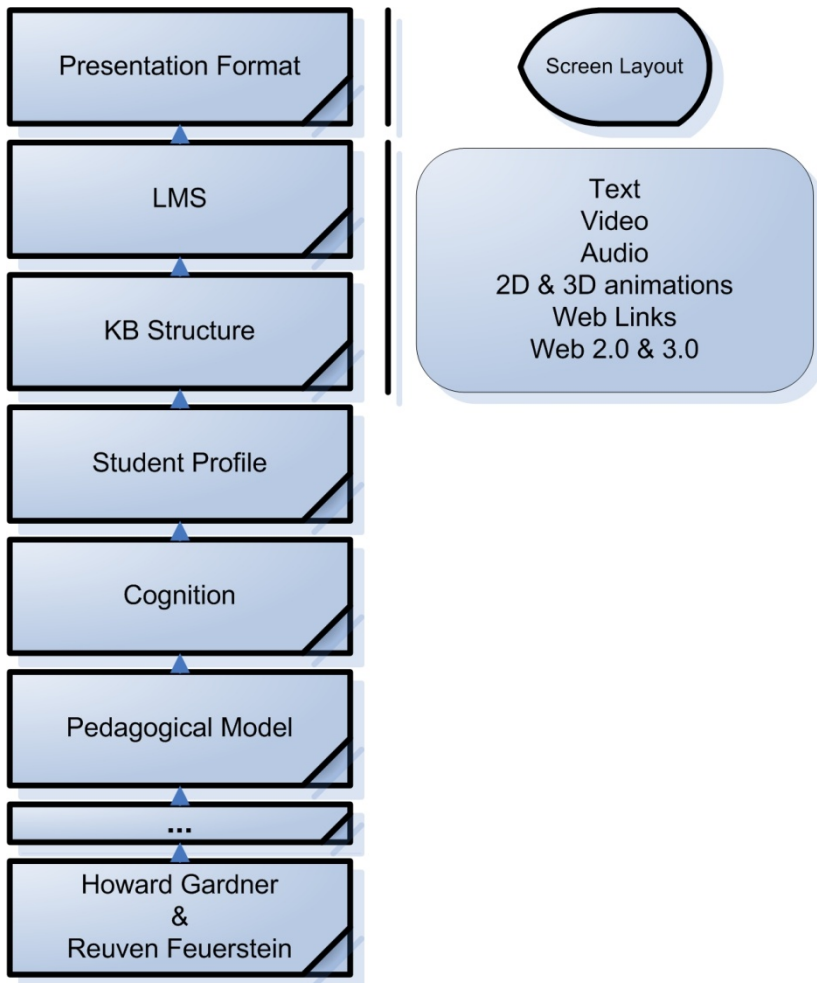 Presentation Format
Screen Layout
LMS
Text
Video
Audio
2D & 3D animations
Web Links
Web 2.0 & 3.0
KB Structure
Student Profile
Cognition
Pedagogical Model
...
Howard Gardner
&
Reuven Feuerstein